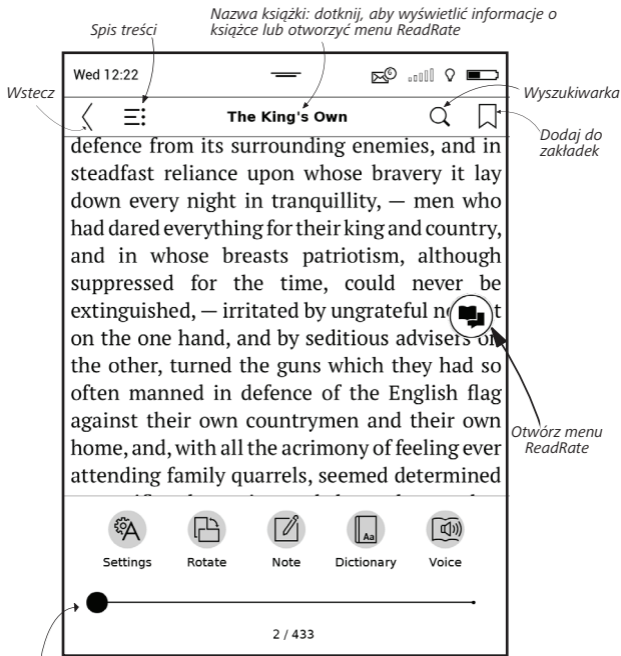 Nazwa książki: dotknij, aby wyświetlić informacje o
książce lub otworzyć menu ReadRate
Spis treści
Wstecz
Wed 12:22
6
Wyszukiwarka
The King's Own
Dodaj do
zakładek
defence from its surrounding enemies, and in
steadfast reliance upon whose bravery it lay
down every night in tranquillity, — men who
had dared everything for their king and country,
and in whose breasts patriotism, although
suppressed for the time, could never be
extinguished, — irritated by ungrateful
on the one hand, and by seditious advisers on
the other, turned the guns which they had so
often manned in defence of the English flag
against their own countrymen and their own
home, and, with all the acrimony of feeling ever
attending family quarrels, seemed determined
Otwórz menu
ReadRate
A
Aa
Settings Rotate Note Dictionary Voice
2 / 433